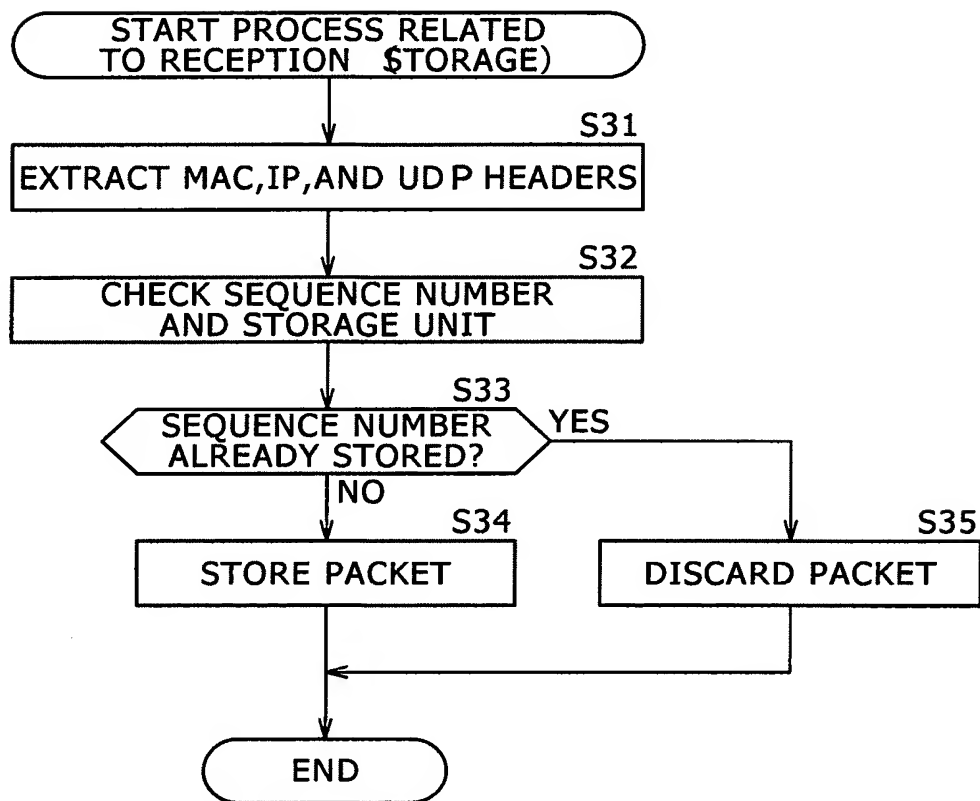 START PROCESS RELATED
TO RECEPTION $TORAGE)
S31
EXTRACT MAC,IP,AND UDP HEADERS
S32
CHECK SEQUENCE NUMBER
AND STORAGE UNIT
S33
SEQUENCE NUMBER
ALREADY STORED?
YES
NO
S34
STORE PACKET
S35
DISCARD PACKET
END